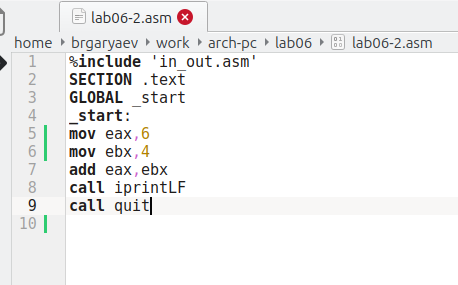 lab06-2.asm
home brgaryaev work arch-pc lab06 lab06-2.asm
1 %include 'in_out.asm'
2 SECTION .text
3 GLOBAL _start
4 _start:
5 mov eax,6
6 mov ebx,4
7 add eax,ebx
8 call iprintLF
9 call quit
10